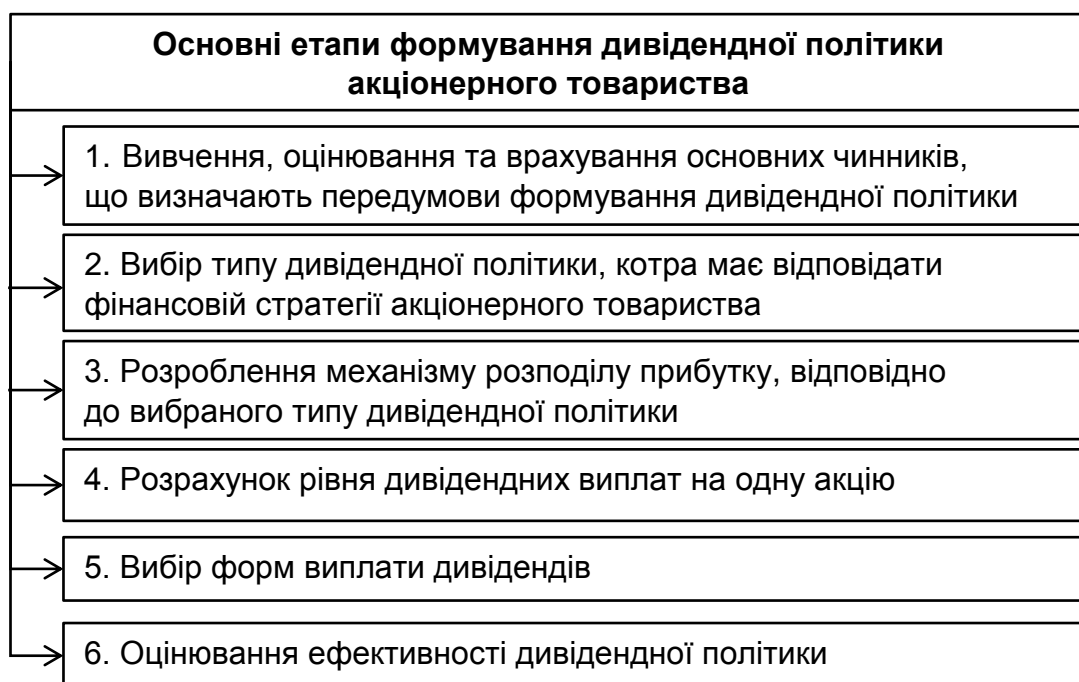 Основні етапи формування дивідендної політики
акціонерного товариства
1. Вивчення, оцінювання та врахування основних чинників,
що визначають передумови формування дивідендної політики
2. Вибір типу дивідендної політики, котра має відповідати
фінансовій стратегії акціонерного товариства
3. Розроблення механізму розподілу прибутку, відповідно
до вибраного типу дивідендної політики
4. Розрахунок рівня дивідендних виплат на одну акцію
5. Вибір форм виплати дивідендів
6. Оцінювання ефективності дивідендної політики